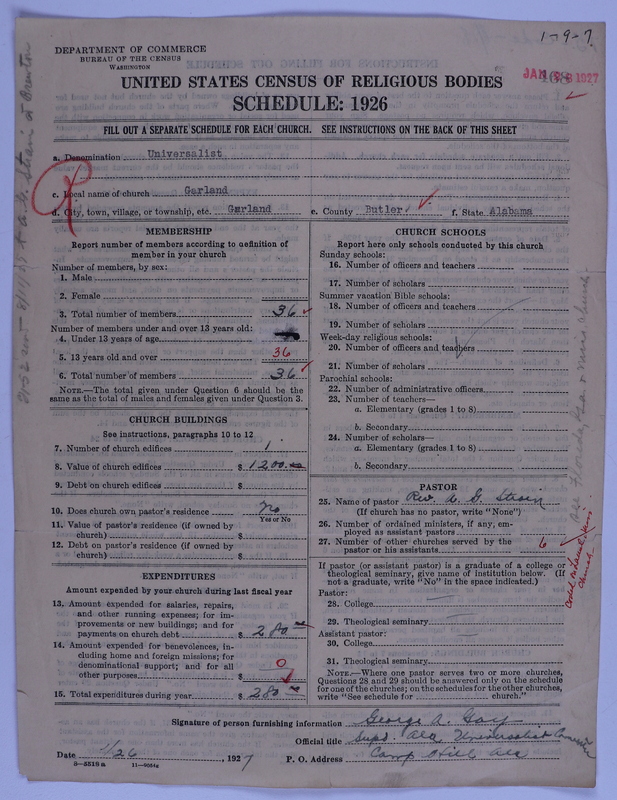 1-9-7.
DEPARTMENT OF COMMERCE
BUREAU OF THE CENSUS
WASHINGTON
JAN 1927
UNITED STATES CENSUS OF RELIGIOUS BODIES
SCHEDULE: 1926
FILL OUT A SEPARATE SCHEDULE FOR EACH CHURCH. SEE INSTRUCTIONS ON THE BACK OF THIS SHEET
a. Denomination Universalist
c. Local name of church Garland
d. City, town, village, or township, etc. Garland e. County Butler, f. State Alabama
MEMBERSHIP
Report number of members according to definition of
member in your church
Number of members, by sex:
1. Male
2. Female
3. Total number of members 36
Number of members under and over 13 years old:
4. Under 13 years of age
5. 13 years old and over 36
6. Total number of members 36
NOTE.—The total given under Question 6 should be
same as the total of males and females given under Question 3.
CHURCH BUILDINGS
See instructions, paragraphs 10 to 12
7. Number of church edifices 1
8. Value of church edifices $ 1200
9. Debt on church edifices $
10. Does church own pastor's residence No
Yes or No
11. Value of pastor's residence (if owned by
church) $
12. Debt on pastor's residence (if owned by
church) $
EXPENDITURES
Amount expended by your church during last fiscal year
13. Amount expended for salaries, repairs,
and other running expenses; for im-
provements or new buildings; and for
payments on church debt $ 280
14. Amount expended for benevolences, in-
cluding home and foreign missions; for
denominational support; and for all
other purposes $ 0
15. Total expenditures during year $ 280
CHURCH SCHOOLS
Report here only schools conducted by this church
Sunday schools:
16. Number of officers and teachers
17. Number of scholars
Summer vacation Bible schools:
18. Number of officers and teachers
19. Number of scholars
Week-day religious schools:
20. Number of officers and teachers
21. Number of scholars
Parochial schools:
22. Number of administrative officers
23. Number of teachers—
a. Elementary (grades 1 to 8)
b. Secondary
24. Number of scholars—
a. Elementary (grades 1 to 8)
b. Secondary
PASTOR
25. Name of pastor Rev. A. G. Strain
(If church has no pastor, write "None")
26. Number of ordained ministers, if any, em-
ployed as assistant pastors
27. Number of other churches served by the
pastor or his assistants 6
If pastor (or assistant pastor) is a graduate of a college or
theological seminary, give name of institution below. (If
not a graduate, write "No" in the space indicated.)
Pastor:
28. College —
29. Theological seminary —
Assistant pastor:
30. College
31. Theological seminary
NOTE.—Where one pastor serves two or more churches,
Questions 28 and 29 should be answered only on the schedule
for one of the churches; on the schedules for the other churches,
write "See schedule for church."
Signature of person furnishing information George A. Gay
Official title Supt. Ala Universalist Convention
Date 1/26, 1927 P. O. Address Camp Hill Ala
8-5518a 11-9054a